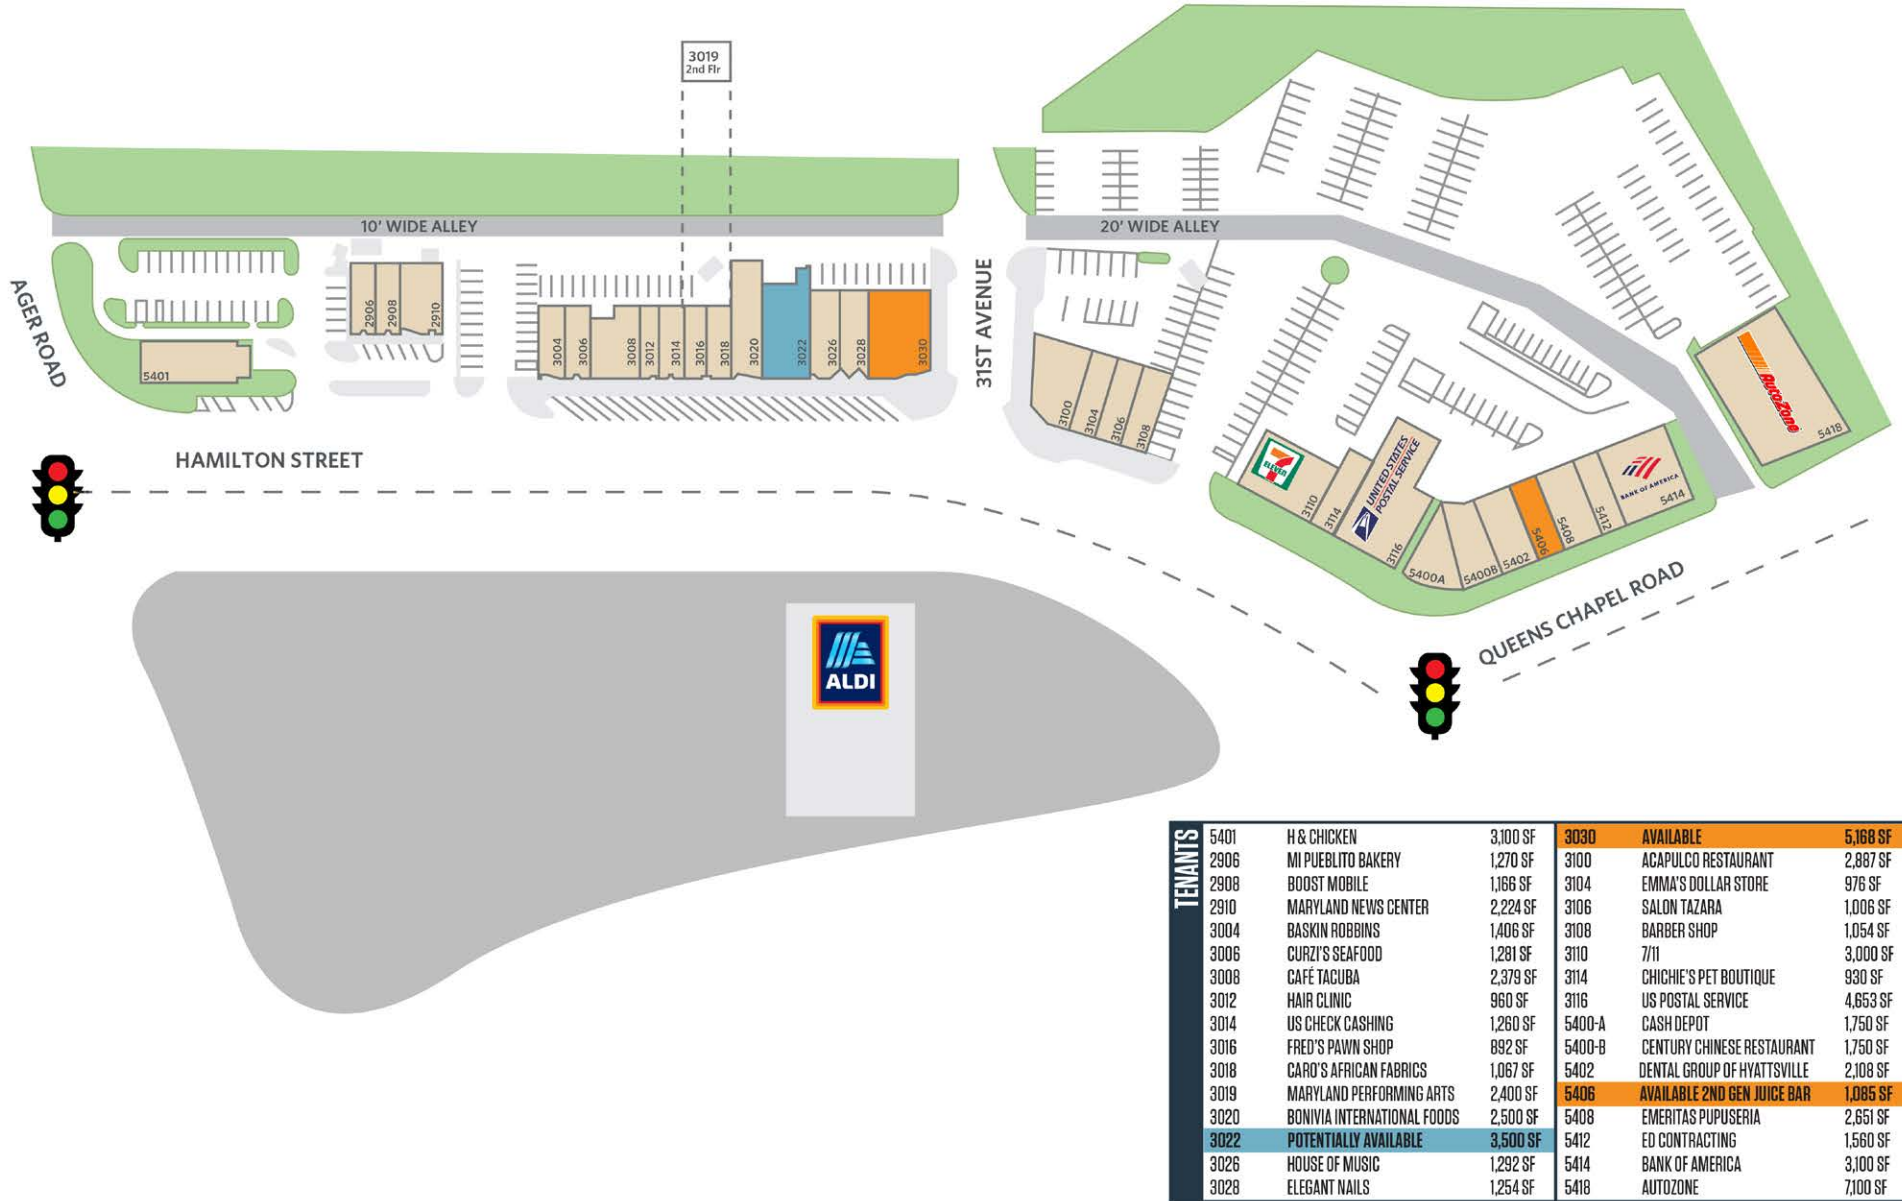 3019
2nd Flr
10' WIDE ALLEY
20' WIDE ALLEY
AGER ROAD
31ST AVENUE
HAMILTON STREET
QUEENS CHAPEL ROAD
5401
2906
2908
2910
3004
3006
3008
3012
3014
3016
3018
3020
3022
3026
3028
3030
3100
3104
3106
3108
7
ELEVEN
3110
3114
UNITED STATES
POSTAL SERVICE
3116
5400A
5400B
5402
5406
5408
5412
BANK OF AMERICA
5414
AutoZone
5418
ALDI
TENANTS
5401 H & CHICKEN 3,100 SF
2906 MI PUEBLITO BAKERY 1,270 SF
2908 BOOST MOBILE 1,166 SF
2910 MARYLAND NEWS CENTER 2,224 SF
3004 BASKIN ROBBINS 1,406 SF
3006 CURZI'S SEAFOOD 1,281 SF
3008 CAFÉ TACUBA 2,379 SF
3012 HAIR CLINIC 960 SF
3014 US CHECK CASHING 1,260 SF
3016 FRED'S PAWN SHOP 892 SF
3018 CARO'S AFRICAN FABRICS 1,067 SF
3019 MARYLAND PERFORMING ARTS 2,400 SF
3020 BONIVIA INTERNATIONAL FOODS 2,500 SF
3022 POTENTIALLY AVAILABLE 3,500 SF
3026 HOUSE OF MUSIC 1,292 SF
3028 ELEGANT NAILS 1,254 SF
3030 AVAILABLE 5,168 SF
3100 ACAPULCO RESTAURANT 2,887 SF
3104 EMMA'S DOLLAR STORE 976 SF
3106 SALON TAZARA 1,006 SF
3108 BARBER SHOP 1,054 SF
3110 7/11 3,000 SF
3114 CHICHIE'S PET BOUTIQUE 930 SF
3116 US POSTAL SERVICE 4,653 SF
5400-A CASH DEPOT 1,750 SF
5400-B CENTURY CHINESE RESTAURANT 1,750 SF
5402 DENTAL GROUP OF HYATTSVILLE 2,108 SF
5406 AVAILABLE 2ND GEN JUICE BAR 1,085 SF
5408 EMERITAS PUPUSERIA 2,651 SF
5412 ED CONTRACTING 1,560 SF
5414 BANK OF AMERICA 3,100 SF
5418 AUTOZONE 7,100 SF